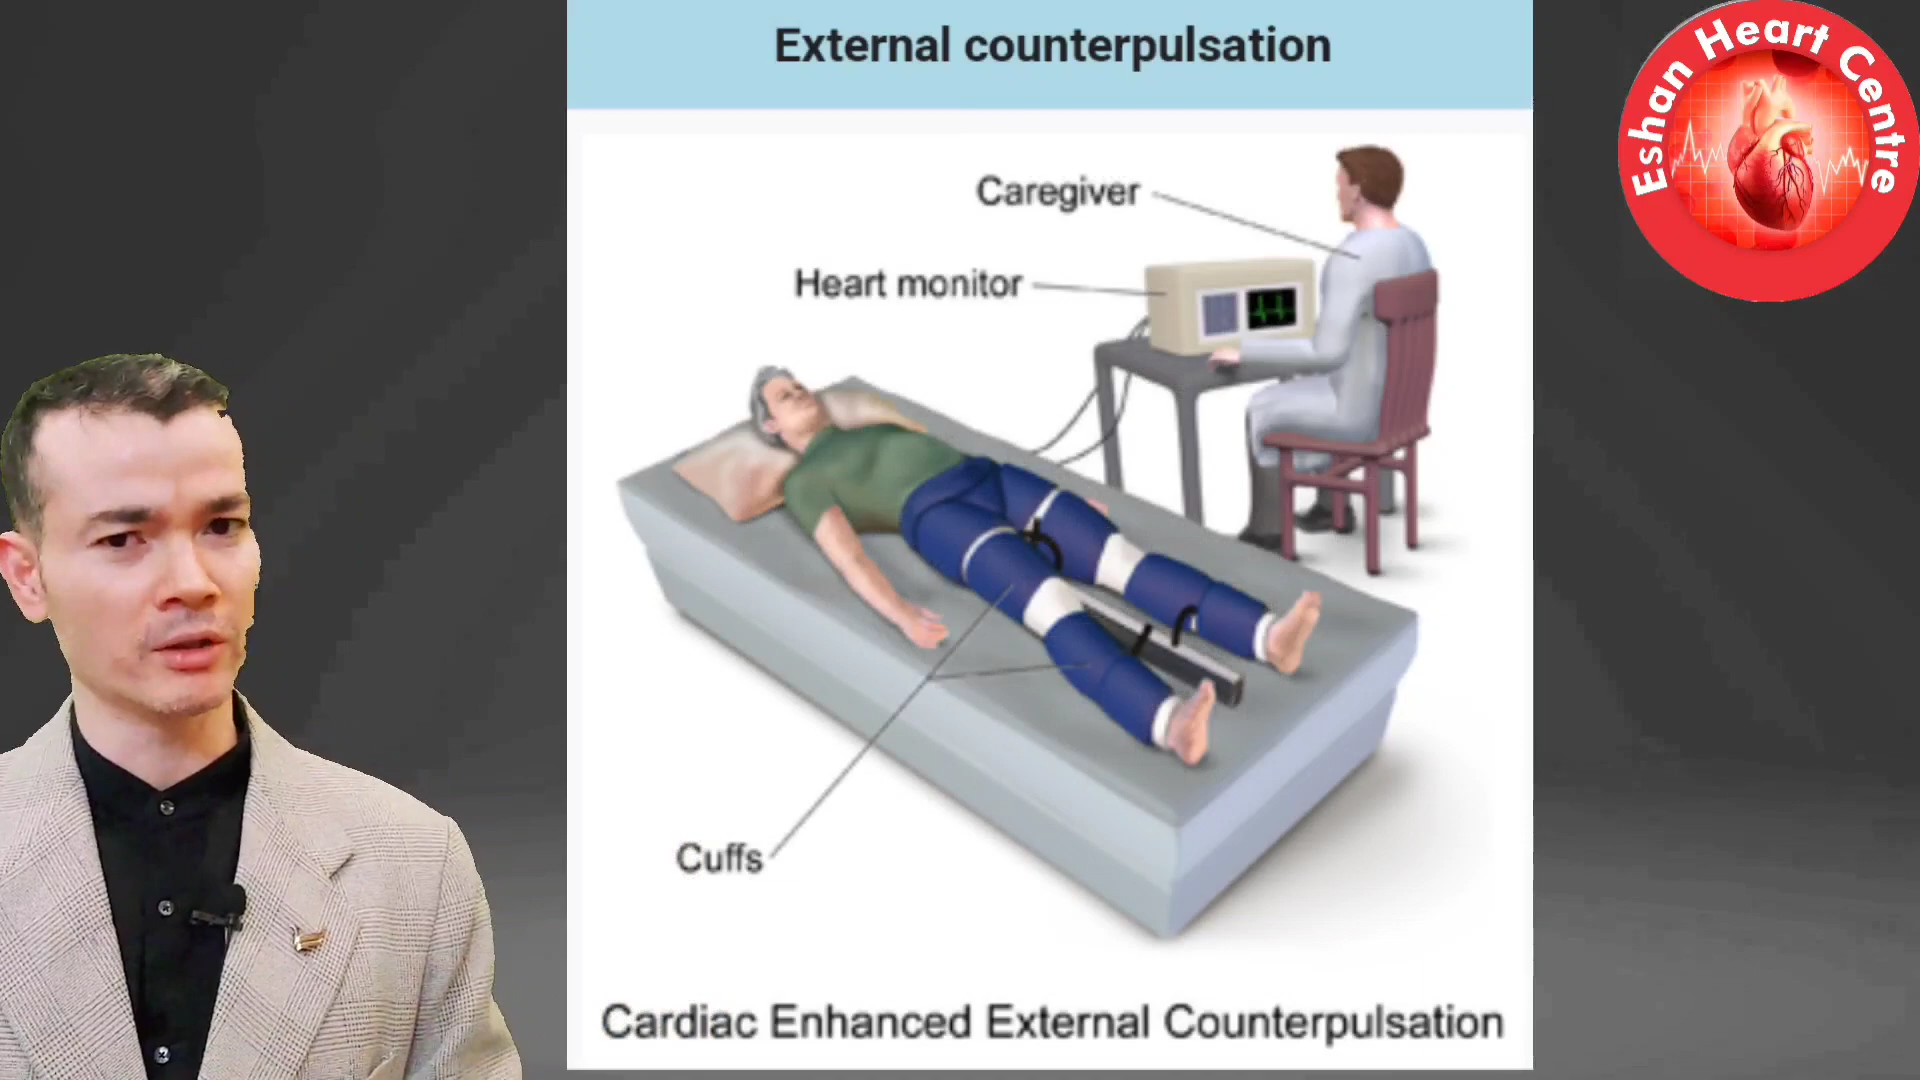 External counterpulsation
Eshan Heart Centre
Caregiver
Heart monitor
Cuffs
Cardiac Enhanced External Counterpulsation